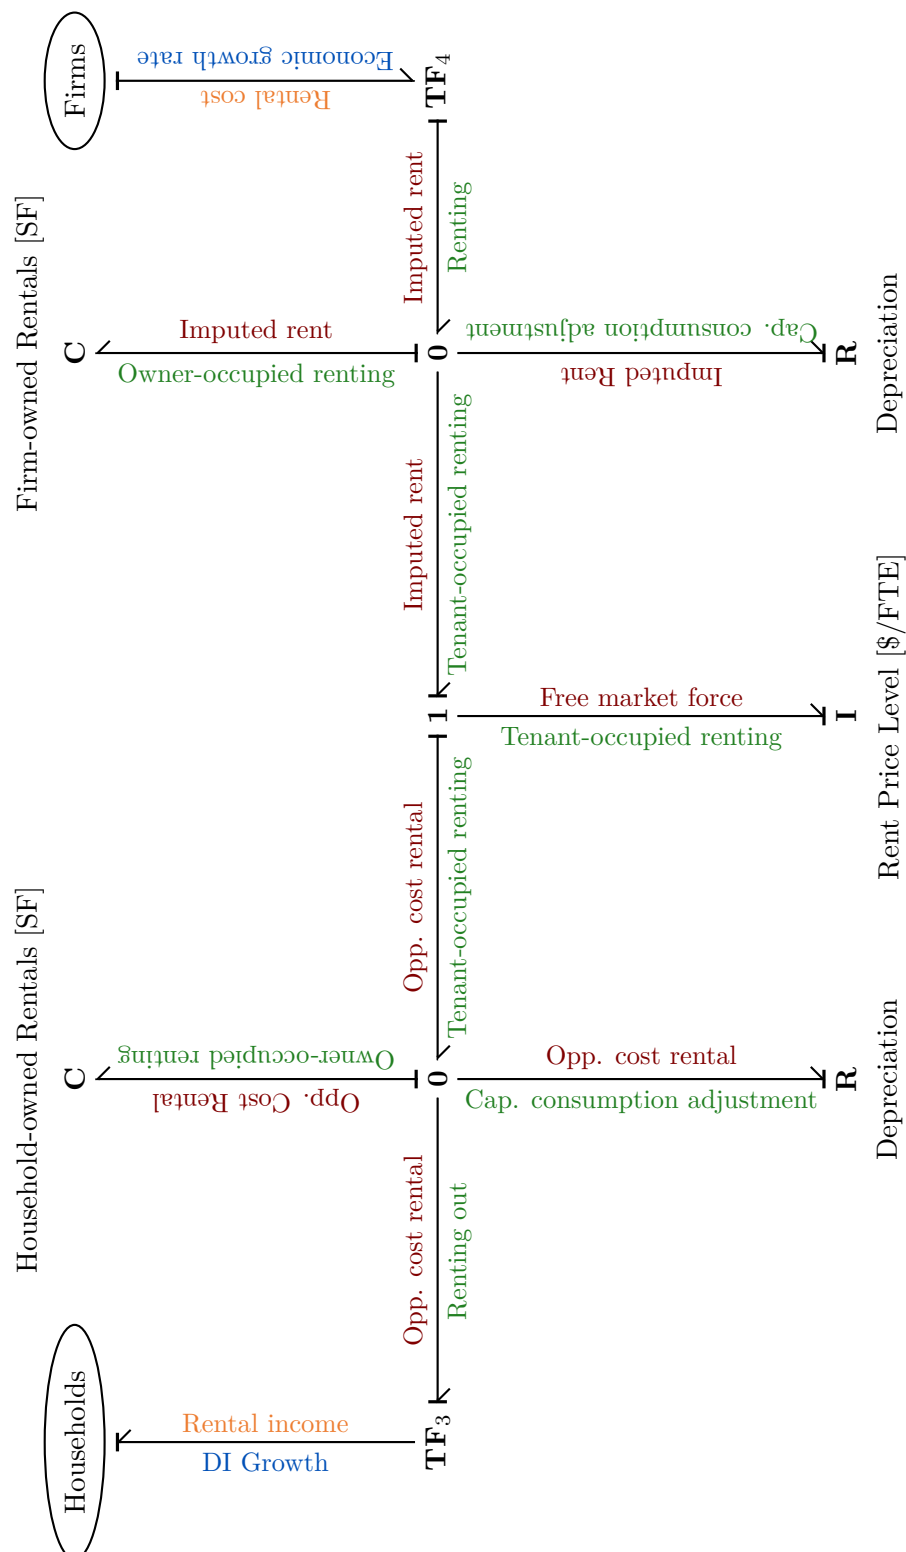 Household-owned Rentals [SF]
Firm-owned Rentals [SF]
Households
C
C
Firms
Rental income
DI Growth
Opp. Cost Rental
Owner-occupied renting
Imputed rent
Owner-occupied renting
Rental cost
Economic growth rate
TF3
Opp. cost rental
Renting out
0
Opp. cost rental
Tenant-occupied renting
1
Imputed rent
Tenant-occupied renting
0
Imputed rent
Renting
TF4
Opp. cost rental
Cap. consumption adjustment
Free market force
Tenant-occupied renting
Imputed Rent
Cap. consumption adjustment
R
I
R
Depreciation
Rent Price Level [$/FTE]
Depreciation